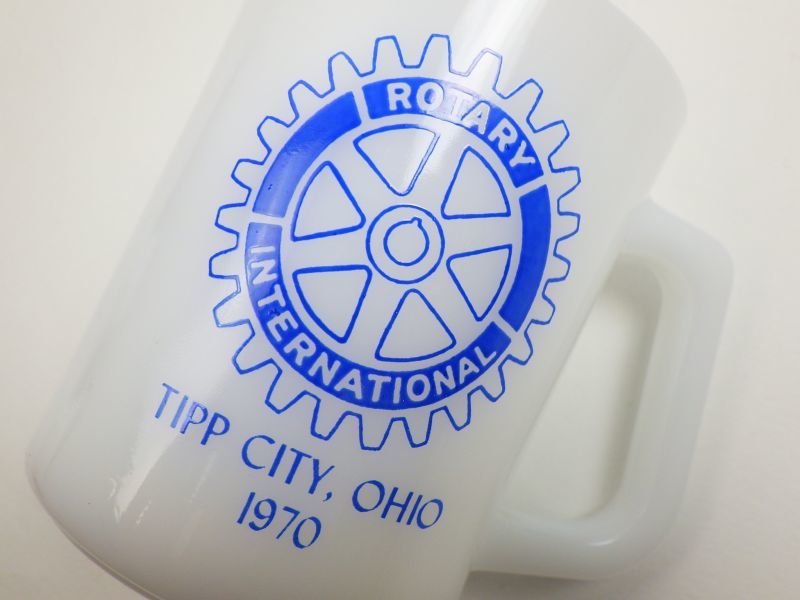 ROTARY
INTERNATIONAL
TIPP CITY, OHIO
1970